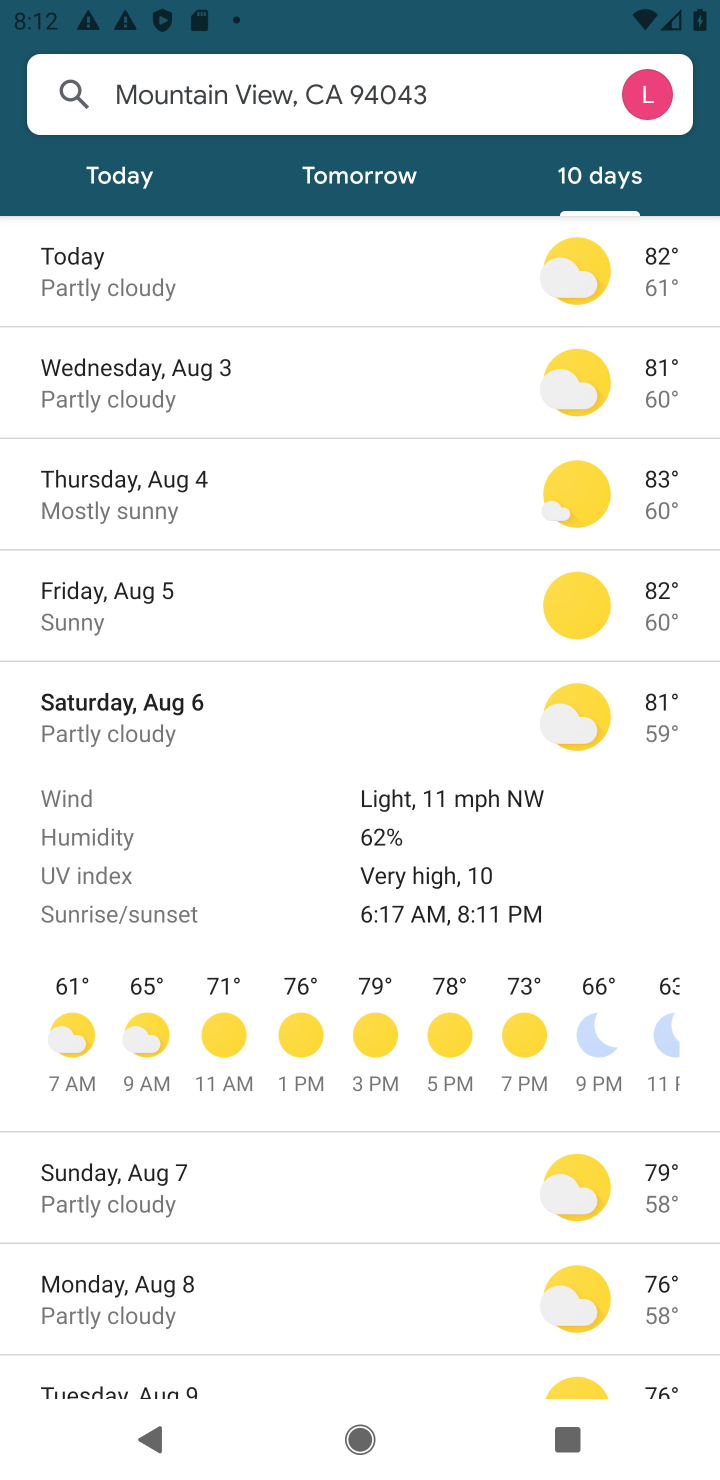 8:12
Mountain View, CA 94043
L
Today Tomorrow 10 days
Today 82°
Partly cloudy 61°
Wednesday, Aug 3 81°
Partly cloudy 60°
Thursday, Aug 4 83°
Mostly sunny 60°
Friday, Aug 5 82°
Sunny 60°
Saturday, Aug 6 81°
Partly cloudy 59°
Wind Light, 11 mph NW
Humidity 62%
UV index Very high, 10
Sunrise/sunset 6:17 AM, 8:11 PM
61° 65° 71° 76° 79° 78° 73° 66° 63
7 AM 9 AM 11 AM 1 PM 3 PM 5 PM 7 PM 9 PM 11
Sunday, Aug 7 79°
Partly cloudy 58°
Monday, Aug 8 76°
Partly cloudy 58°
Tuesday, Aug 9 76°